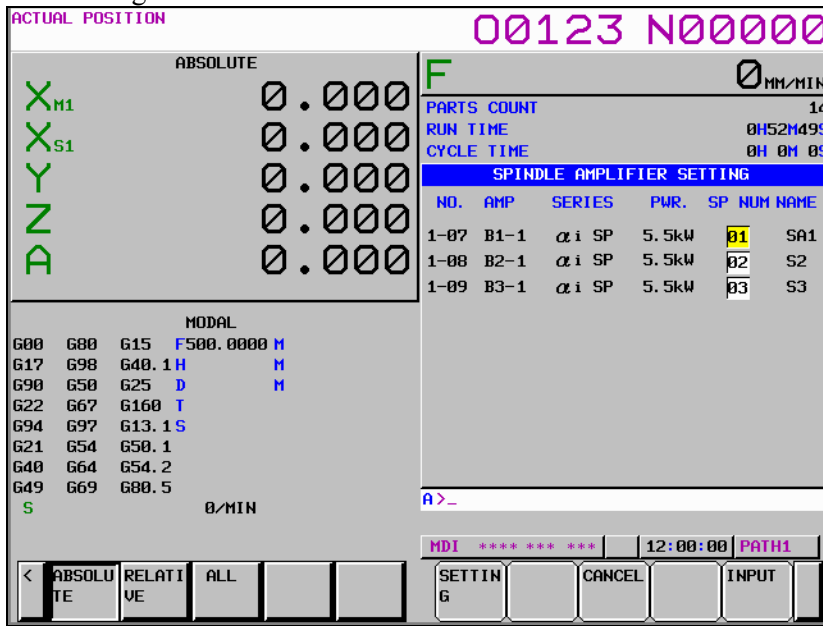 ACTUAL POSITION
O0123 N00000
ABSOLUTE
XM1 0.000
XS1 0.000
Y 0.000
Z 0.000
A 0.000
F 0MM/MIN
PARTS COUNT 14
RUN TIME 0H52M49S
CYCLE TIME 0H 0M 0S
SPINDLE AMPLIFIER SETTING
NO. AMP SERIES PWR. SP NUM NAME
1-07 B1-1 αi SP 5.5kW 01 SA1
1-08 B2-1 αi SP 5.5kW 02 S2
1-09 B3-1 αi SP 5.5kW 03 S3
MODAL
G00 G80 G15 F500.0000 M
G17 G98 G40.1 H M
G90 G50 G25 D M
G22 G67 G160 T
G94 G97 G13.1 S
G21 G54 G50.1
G40 G64 G54.2
G49 G69 G80.5
S 0/MIN
A>_
MDI **** *** *** 12:00:00 PATH1
< ABSOLUTE RELATIVE ALL
SETTING CANCEL INPUT